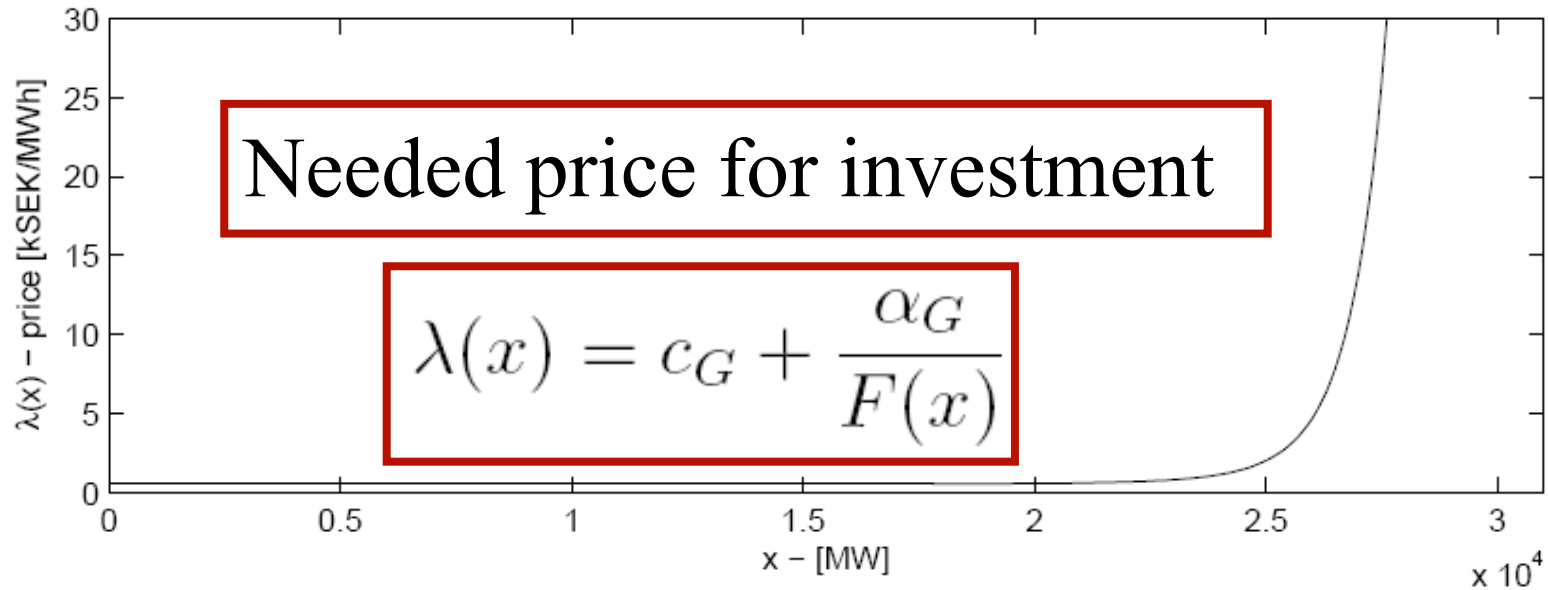 30
25
20
15
10
5
0
λ(x) − price [kSEK/MWh]
Needed price for investment
λ(x) = c_G + α_G / F(x)
0 0.5 1 1.5 2 2.5 3
x − [MW]
x 10^4